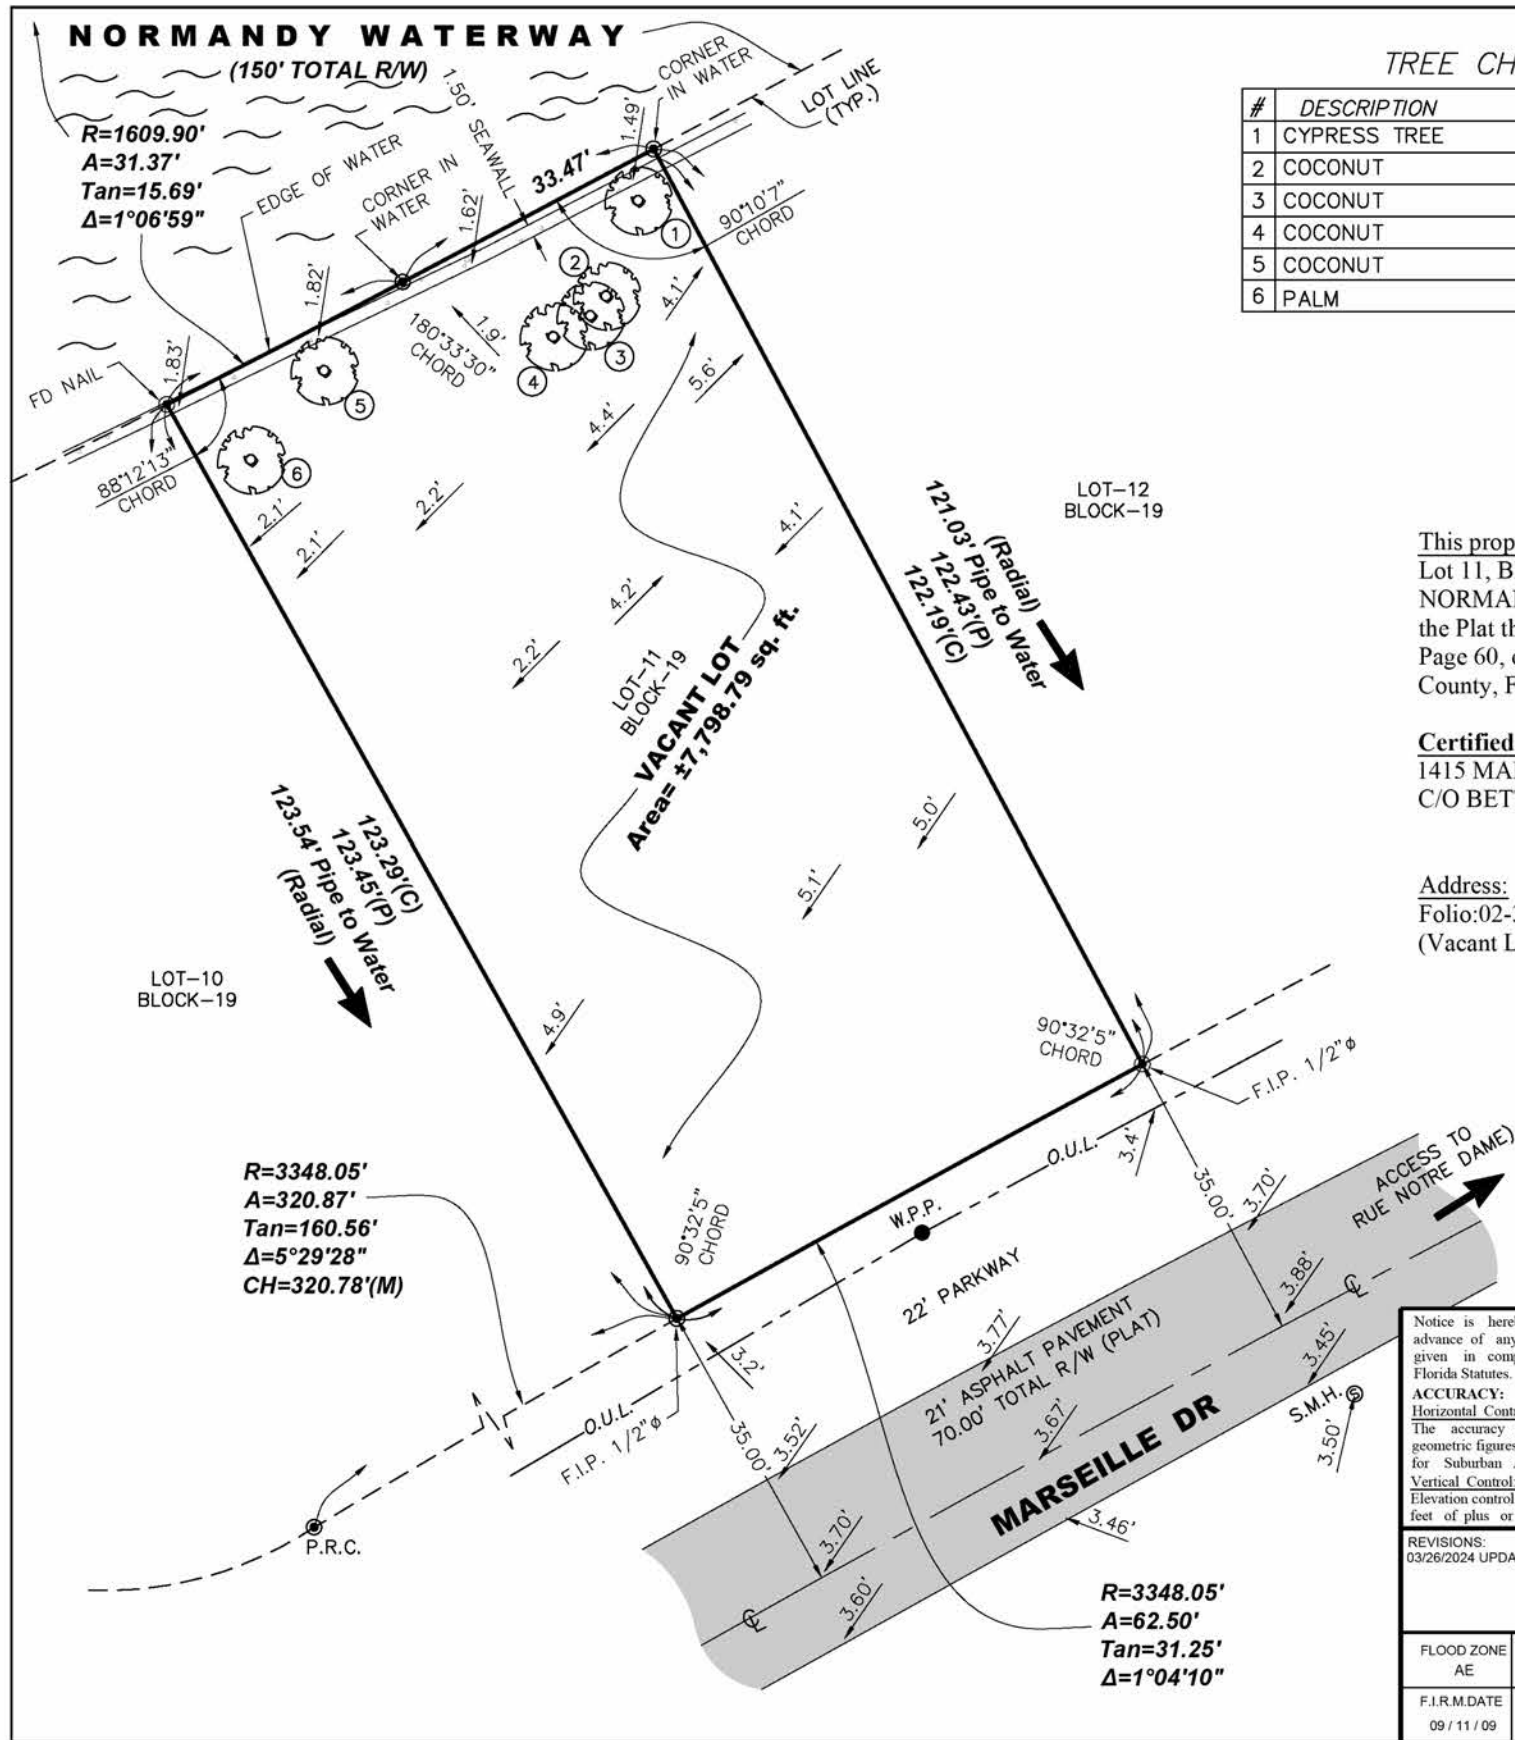 NORMANDY WATERWAY
(150' TOTAL R/W)
R=1609.90'
A=31.37'
Tan=15.69'
Δ=1°06'59"
EDGE OF WATER
CORNER IN
WATER
1.50' SEAWALL
1.62'
33.47'
1.49'
CORNER
IN WATER
LOT LINE
(TYP.)
90°10'7"
CHORD
1
2
3
4
5
6
1.82'
1.83'
FD NAIL
88°12'13"
CHORD
180°33'30"
CHORD
1.9'
4.1'
5.6'
4.4'
2.2'
2.1'
2.1'
4.1'
4.2'
2.2'
LOT-11
BLOCK-19
VACANT LOT
Area= ±7,798.79 sq. ft.
LOT-12
BLOCK-19
(Radial)
121.03' Pipe to Water
122.43'(P)
122.19'(C)
123.29'(C)
123.45'(P)
123.54' Pipe to Water
(Radial)
LOT-10
BLOCK-19
5.0'
5.1'
4.9'
90°32'5"
CHORD
F.I.P. 1/2"ø
R=3348.05'
A=320.87'
Tan=160.56'
Δ=5°29'28"
CH=320.78'(M)
90°32'5"
CHORD
W.P.P.
O.U.L.
3.4'
35.00'
3.70'
ACCESS TO
RUE NOTRE DAME)
22' PARKWAY
3.2'
O.U.L.
F.I.P. 1/2"ø
35.00'
3.52'
3.77'
21' ASPHALT PAVEMENT
70.00' TOTAL R/W (PLAT)
3.67'
3.88'
℄
3.45'
S.M.H.
S
3.50'
MARSEILLE DR
3.46'
3.70'
3.60'
℄
P.R.C.
R=3348.05'
A=62.50'
Tan=31.25'
Δ=1°04'10"
TREE CH
# DESCRIPTION
1 CYPRESS TREE
2 COCONUT
3 COCONUT
4 COCONUT
5 COCONUT
6 PALM
This prop
Lot 11, B
NORMA
the Plat th
Page 60,
County, F
Certified
1415 MA
C/O BET
Address:
Folio:02-
(Vacant L
Notice is here
advance of any
given in comp
Florida Statutes.
ACCURACY:
Horizontal Contr
The accuracy
geometric figures
for Suburban
Vertical Control:
Elevation control
feet of plus or
REVISIONS:
03/26/2024 UPDA
FLOOD ZONE
AE
F.I.R.M.DATE
09 / 11 / 09